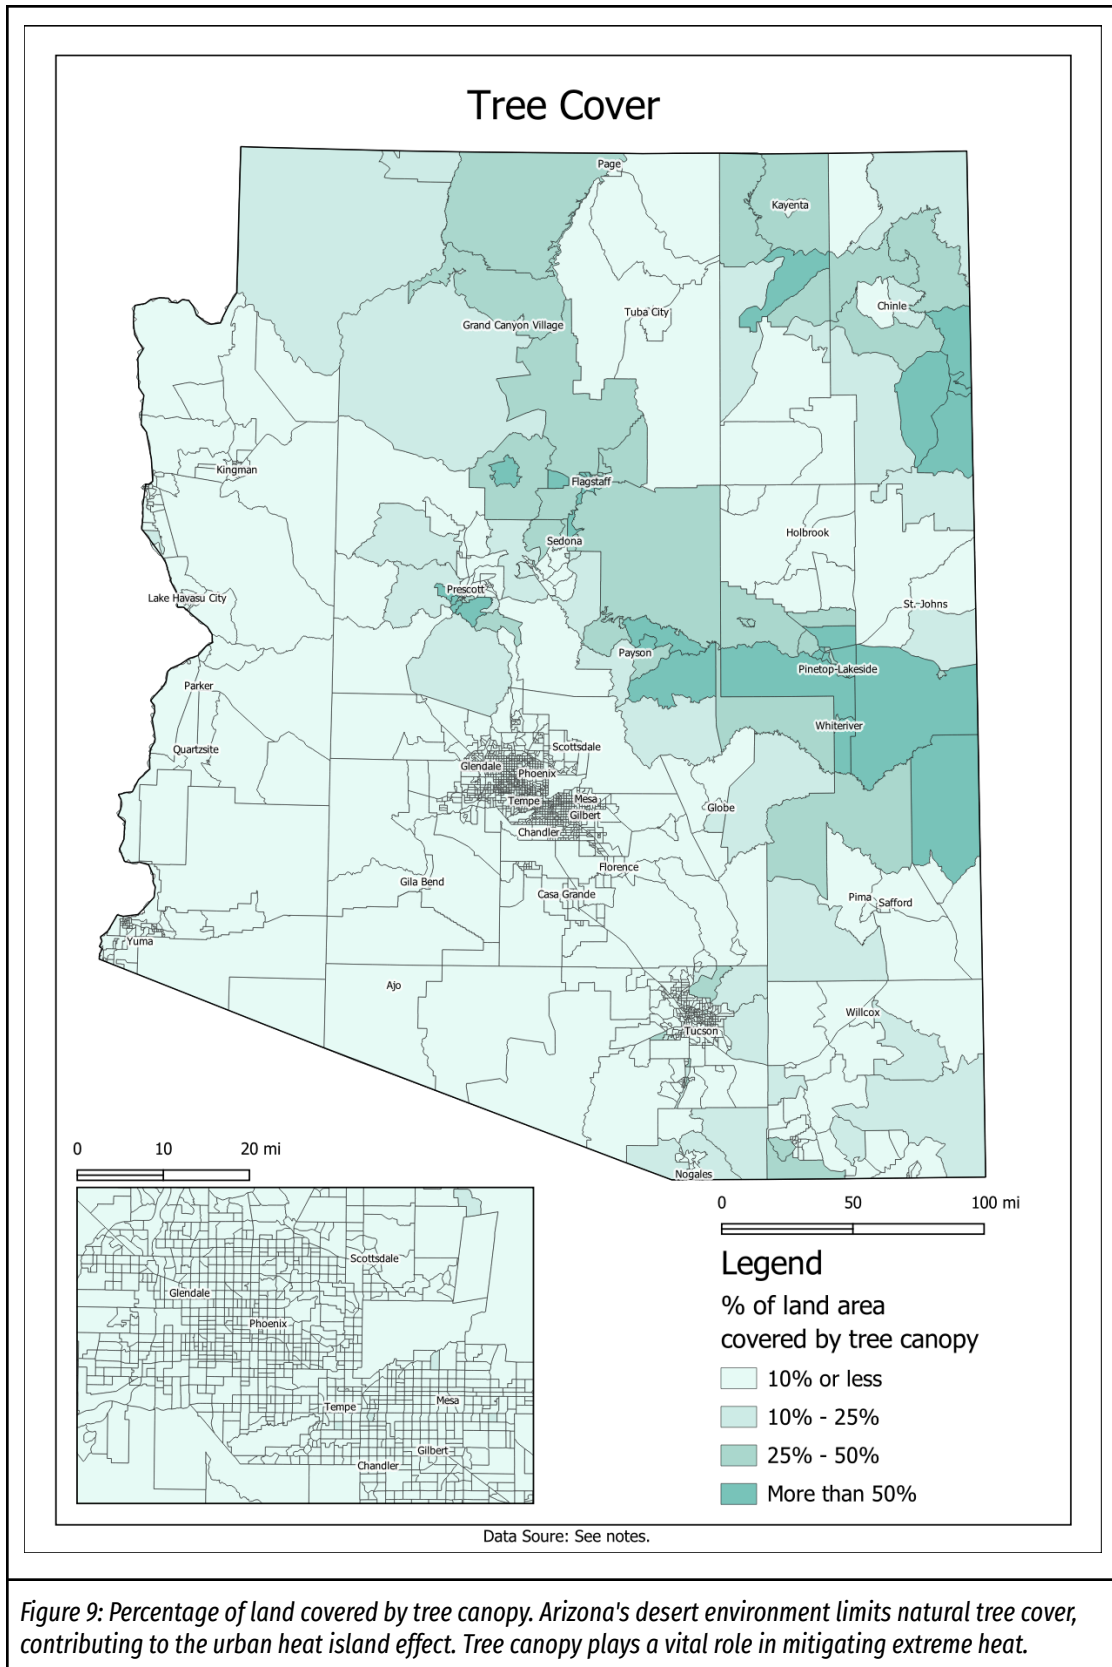 Tree Cover
Page
Kayenta
Chinle
Tuba City
Grand Canyon Village
Kingman
Flagstaff
Holbrook
Sedona
Prescott
Lake Havasu City
St. Johns
Payson
Pinetop-Lakeside
Parker
Whiteriver
Quartzsite
Scottsdale
Glendale
Phoenix
Tempe
Mesa
Globe
Gilbert
Chandler
Florence
Gila Bend
Casa Grande
Pima
Safford
Yuma
Ajo
Willcox
Tucson
Nogales
0 10 20 mi
0 50 100 mi
Scottsdale
Glendale
Phoenix
Tempe
Mesa
Gilbert
Chandler
Legend
% of land area
covered by tree canopy
10% or less
10% - 25%
25% - 50%
More than 50%
Data Soure: See notes.
Figure 9: Percentage of land covered by tree canopy. Arizona's desert environment limits natural tree cover,
contributing to the urban heat island effect. Tree canopy plays a vital role in mitigating extreme heat.